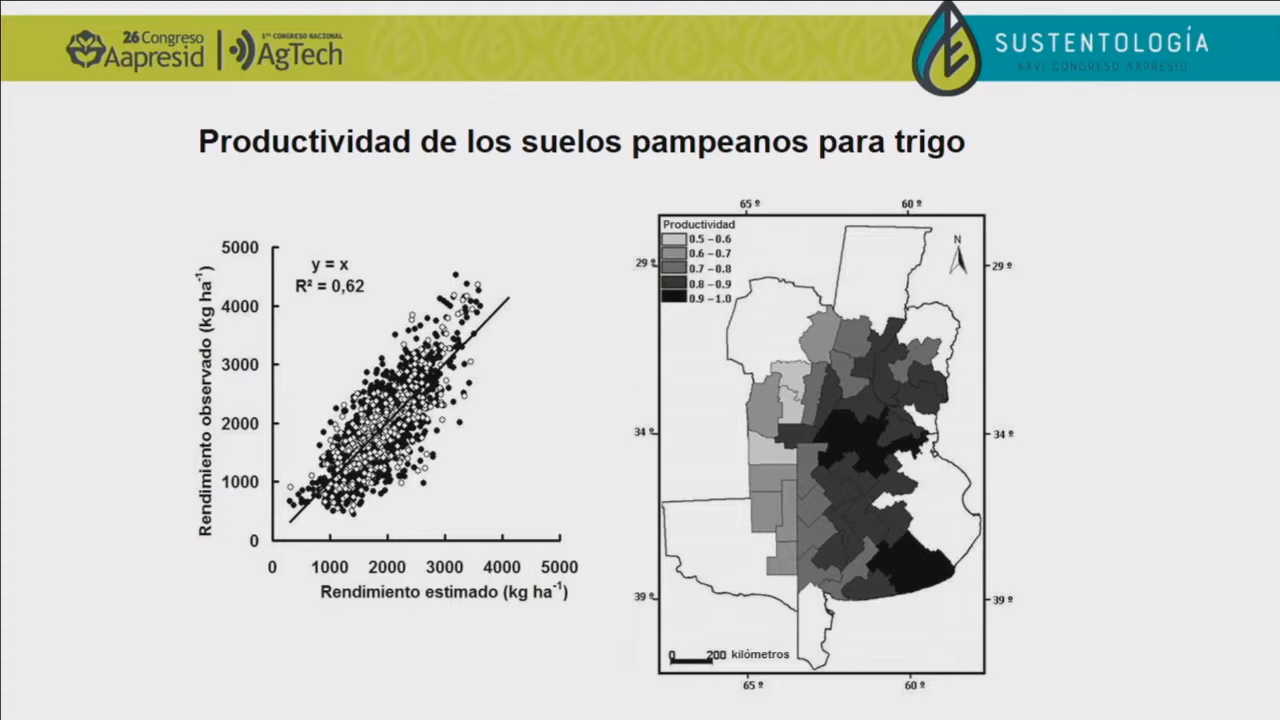 26 Congreso
Aapresid
1ER CONGRESO NACIONAL
AgTech
SUSTENTOLOGÍA
XXVI CONGRESO AAPRESID
Productividad de los suelos pampeanos para trigo
5000
4000
3000
2000
1000
0
y = x
R² = 0,62
Rendimiento observado (kg ha-1)
0 1000 2000 3000 4000 5000
Rendimiento estimado (kg ha-1)
65 º 60 º
Productividad
0.5 – 0.6
0.6 – 0.7
0.7 – 0.8
0.8 – 0.9
0.9 – 1.0
N
29 º 29 º
34 º 34 º
39 º 39 º
0 200 kilómetros
65 º 60 º